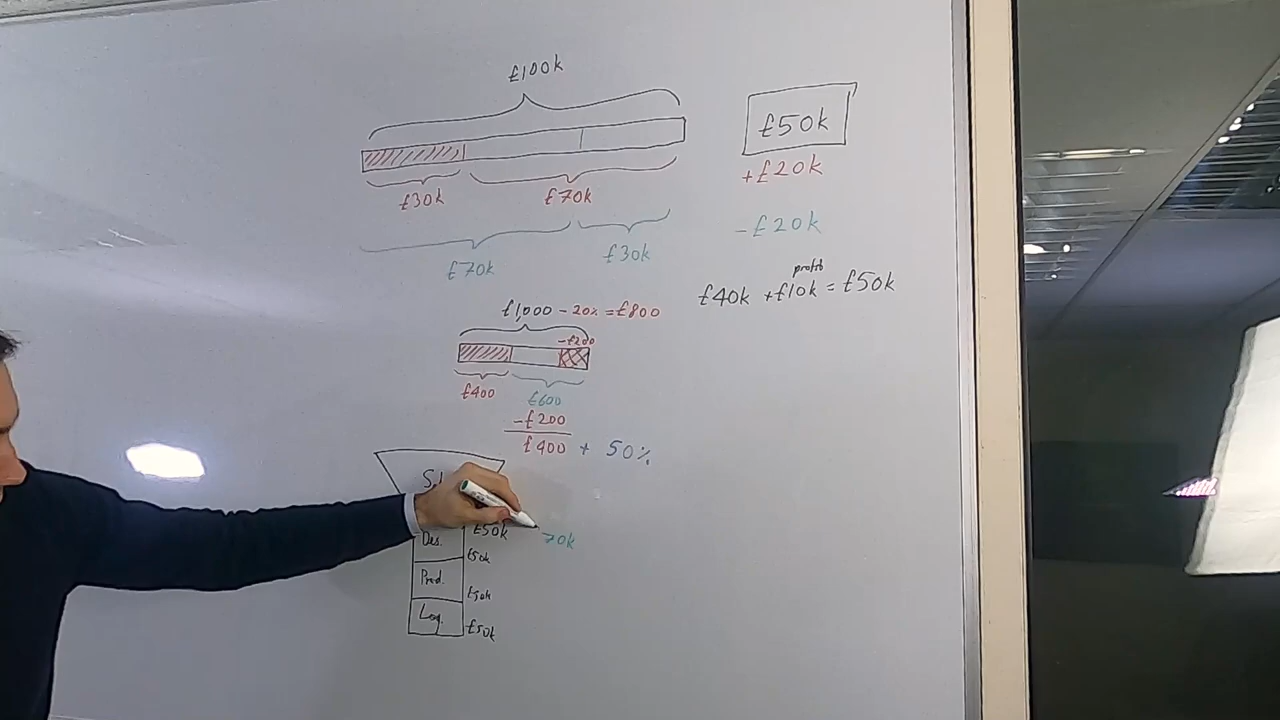 £100k
£50k
+£20k
£30k £70k
-£20k
£70k £30k
profit
£40k +£10k = £50k
£1,000 - 20% = £800
-£200
£400 £600
-£200
£400 + 50%
£50k
70k
Des.
£50k
Prod.
£50k
Log.
£50k